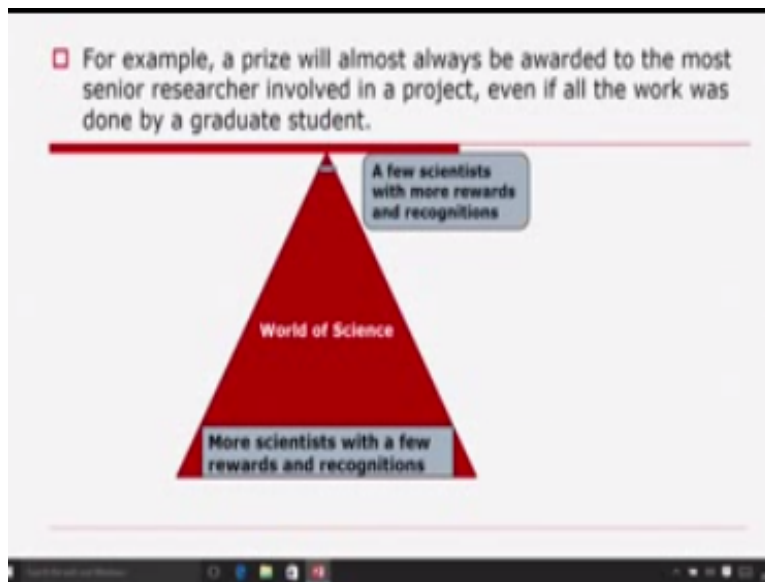 For example, a prize will almost always be awarded to the most
senior researcher involved in a project, even if all the work was
done by a graduate student.
A few scientists
with more rewards
and recognitions
World of Science
More scientists with a few
rewards and recognitions